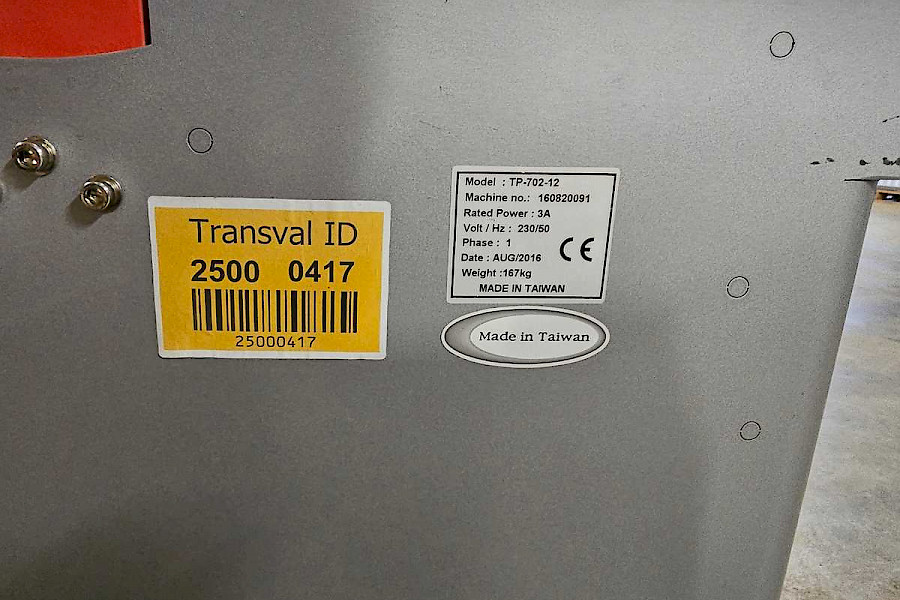 Transval ID
2500 0417
25000417
Model : TP-702-12
Machine no.: 160820091
Rated Power : 3A
Volt / Hz : 230/50
Phase : 1
Date : AUG/2016
Weight :167kg
CE
MADE IN TAIWAN
Made in Taiwan